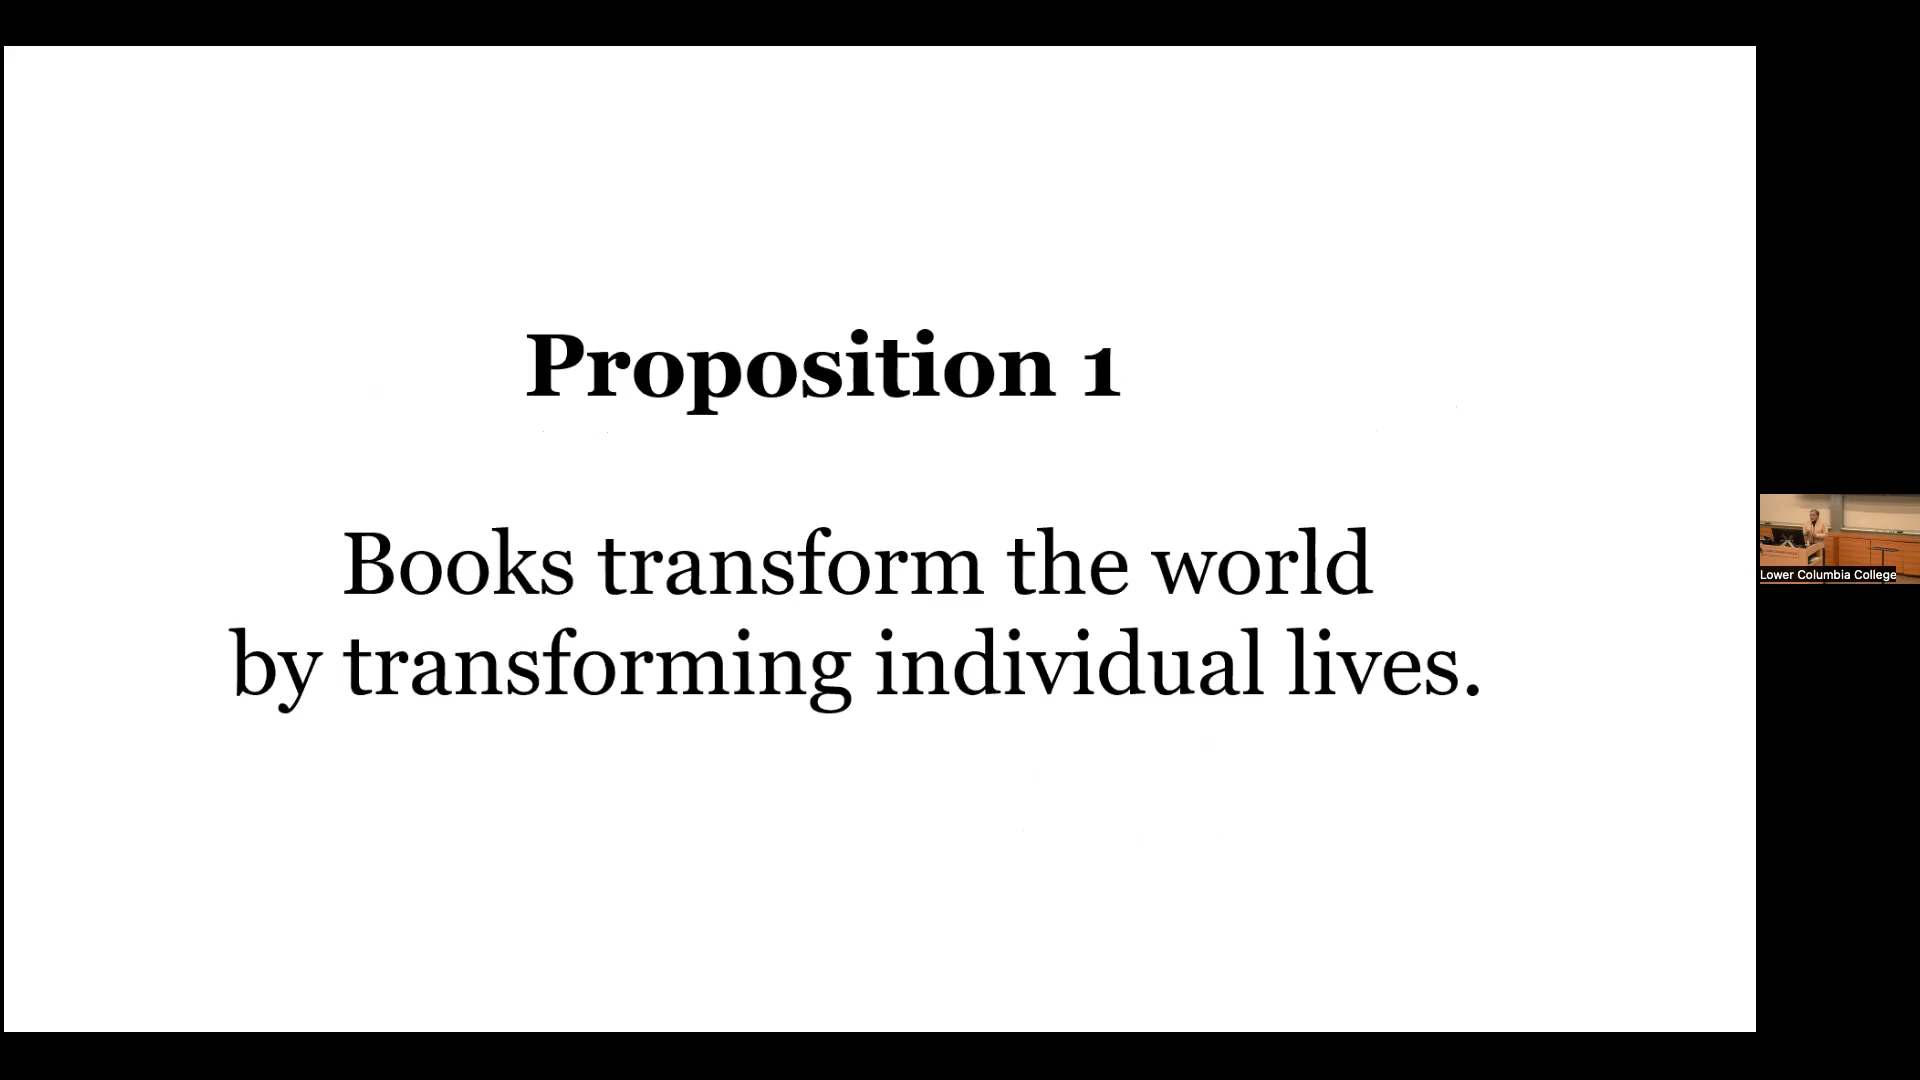 Proposition 1
Books transform the world
by transforming individual lives.
Lower Columbia College